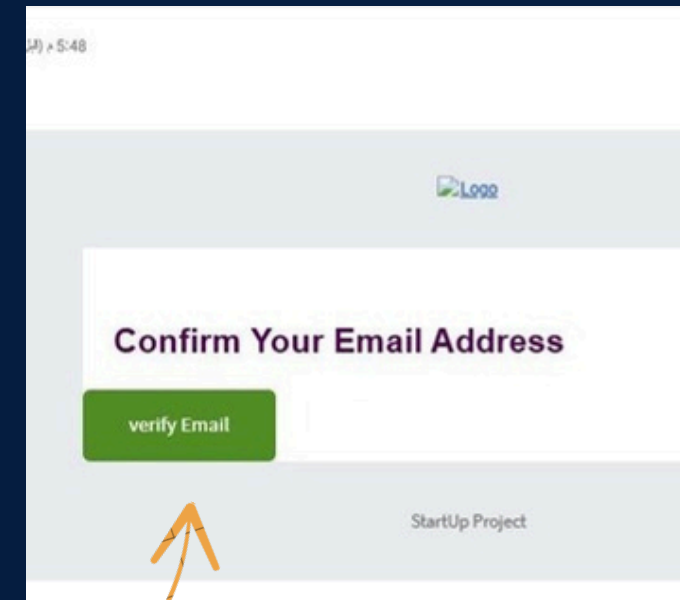 5:48 م
Logo
Confirm Your Email Address
verify Email
StartUp Project